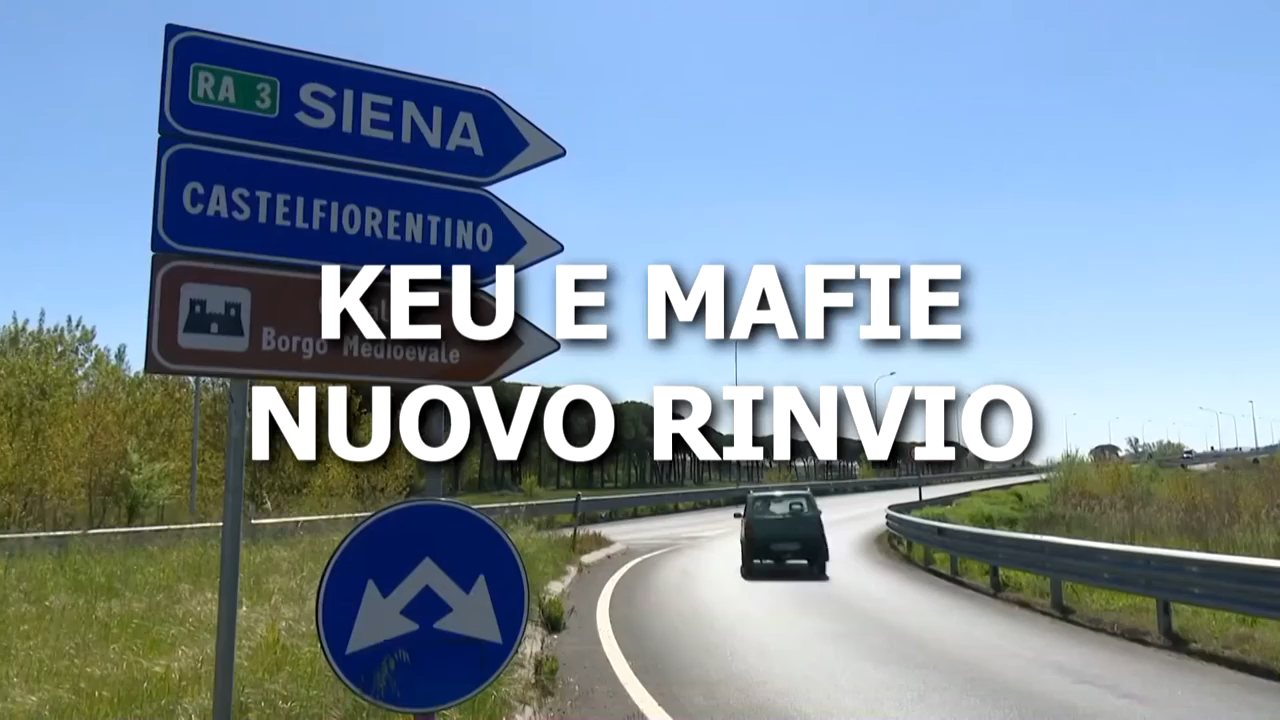 RA 3 SIENA
CASTELFIORENTINO
Borgo Medioevale
KEU E MAFIE
NUOVO RINVIO